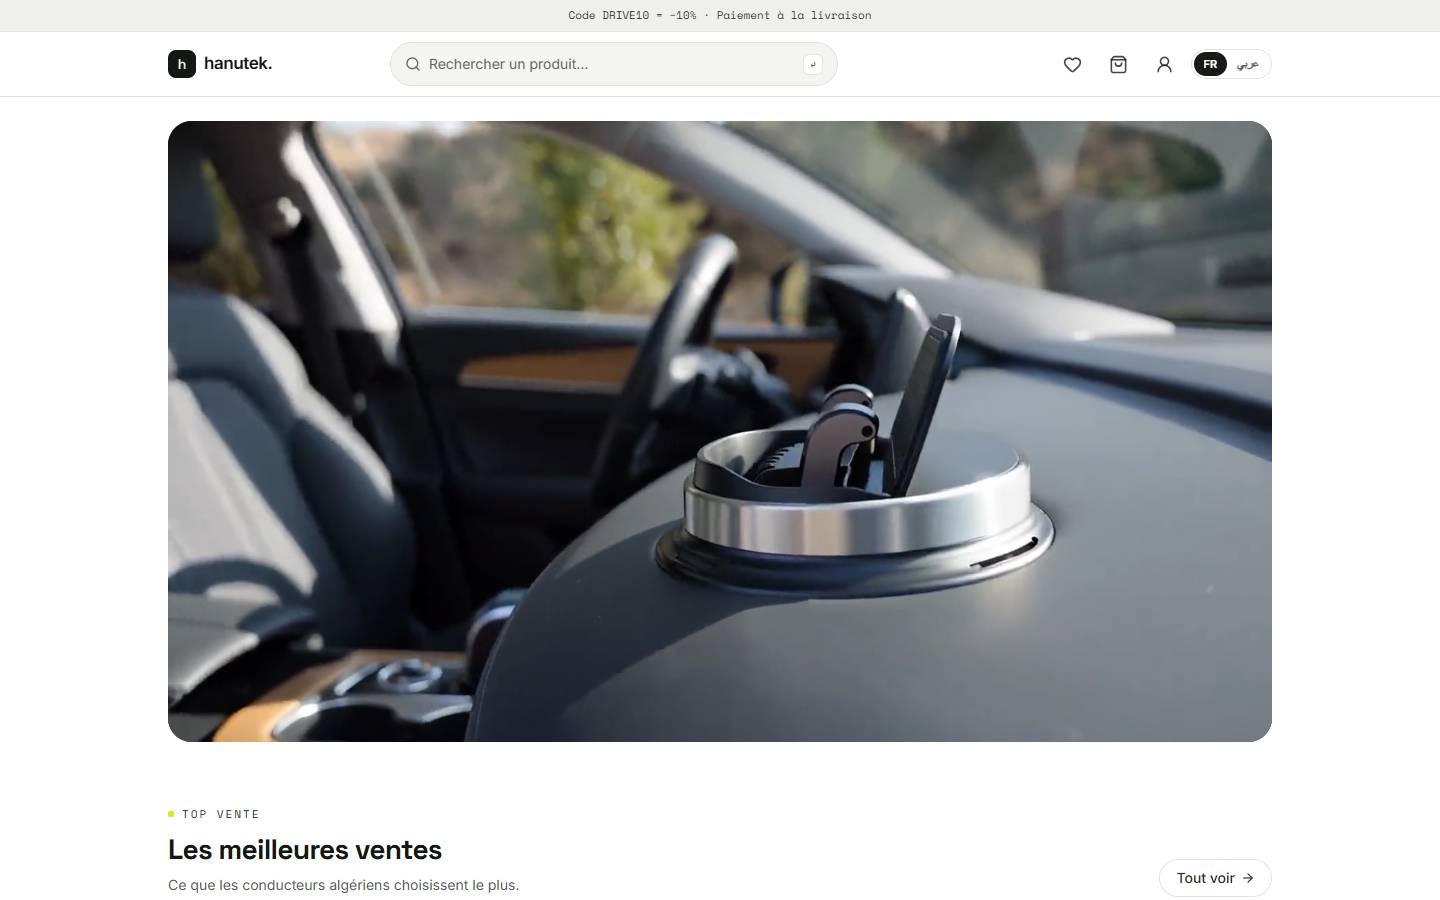 Code DRIVE10 = −10% · Paiement à la livraison
h hanutek.
Rechercher un produit... ↲
FR عربي
TOP VENTE
Les meilleures ventes
Ce que les conducteurs algériens choisissent le plus.
Tout voir →